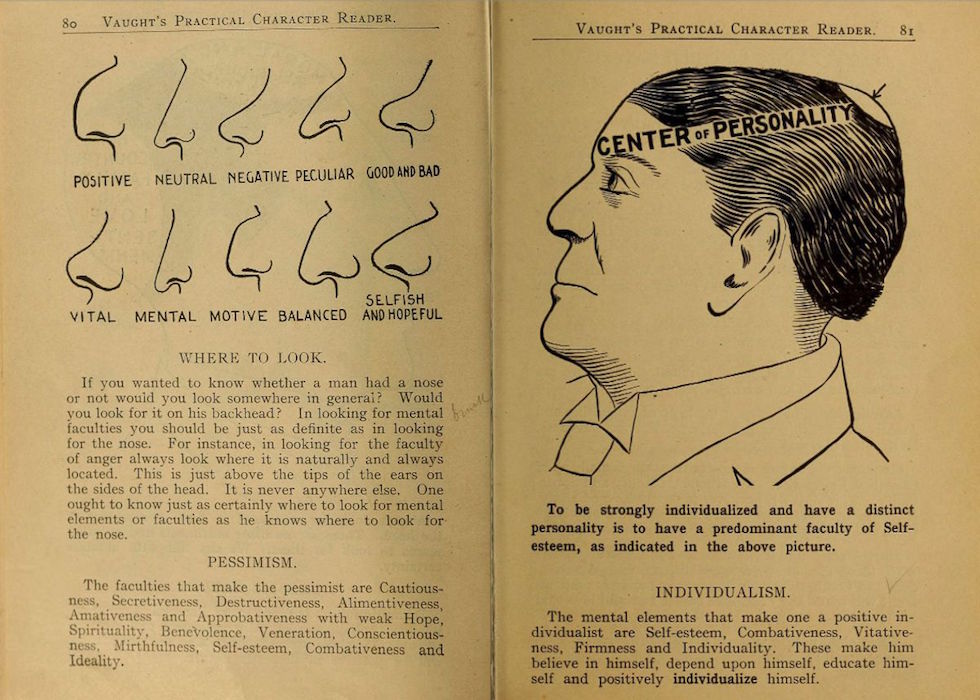 80 VAUGHT'S PRACTICAL CHARACTER READER.
POSITIVE NEUTRAL NEGATIVE PECULIAR GOOD AND BAD
VITAL MENTAL MOTIVE BALANCED SELFISH AND HOPEFUL
WHERE TO LOOK.
If you wanted to know whether a man had a nose
or not would you look somewhere in general? Would
you look for it on his backhead? In looking for mental
faculties you should be just as definite as in looking
for the nose. For instance, in looking for the faculty
of anger always look where it is naturally and always
located. This is just above the tips of the ears on
the sides of the head. It is never anywhere else. One
ought to know just as certainly where to look for mental
elements or faculties as he knows where to look for
the nose.
PESSIMISM.
The faculties that make the pessimist are Cautious-
ness, Secretiveness, Destructiveness, Alimentiveness,
Amativeness and Approbativeness with weak Hope,
Spirituality, Benevolence, Veneration, Conscientious-
ness, Mirthfulness, Self-esteem, Combativeness and
Ideality.
VAUGHT'S PRACTICAL CHARACTER READER. 81
CENTER OF PERSONALITY
To be strongly individualized and have a distinct
personality is to have a predominant faculty of Self-
esteem, as indicated in the above picture.
INDIVIDUALISM.
The mental elements that make one a positive in-
dividualist are Self-esteem, Combativeness, Vitative-
ness, Firmness and Individuality. These make him
believe in himself, depend upon himself, educate him-
self and positively individualize himself.